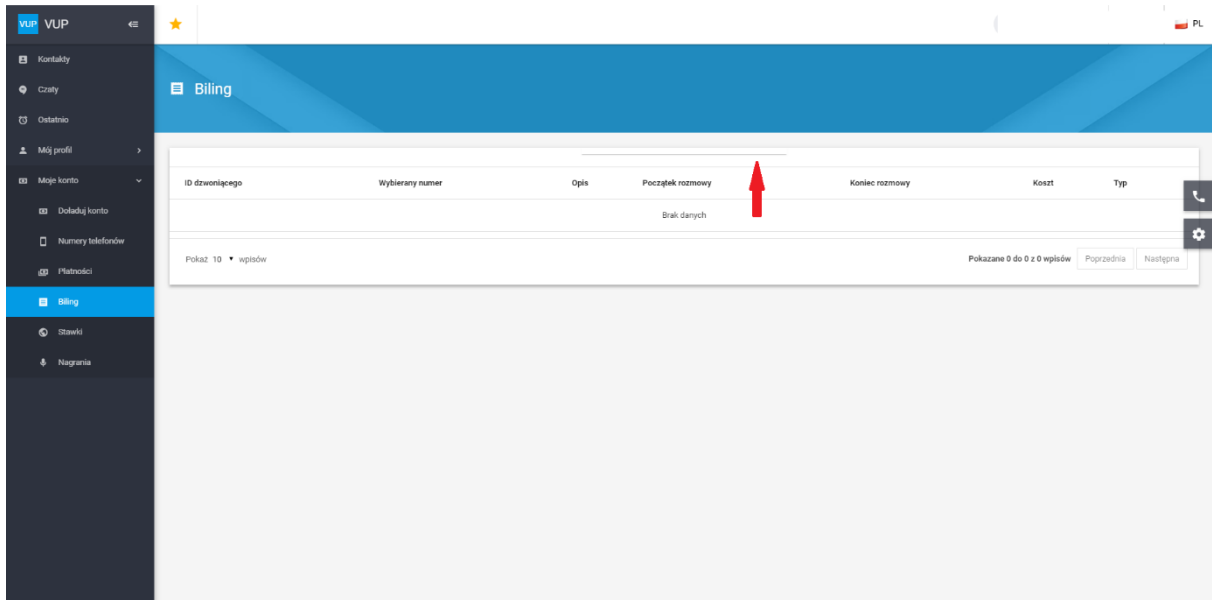 VUP VUP
PL
Kontakty
Czaty
Ostatnio
Mój profil
Moje konto
Doładuj konto
Numery telefonów
Płatności
Biling
Stawki
Nagrania
Biling
ID dzwoniącego Wybierany numer Opis Początek rozmowy Koniec rozmowy Koszt Typ
Brak danych
Pokaż 10 wpisów
Pokazane 0 do 0 z 0 wpisów Poprzednia Następna